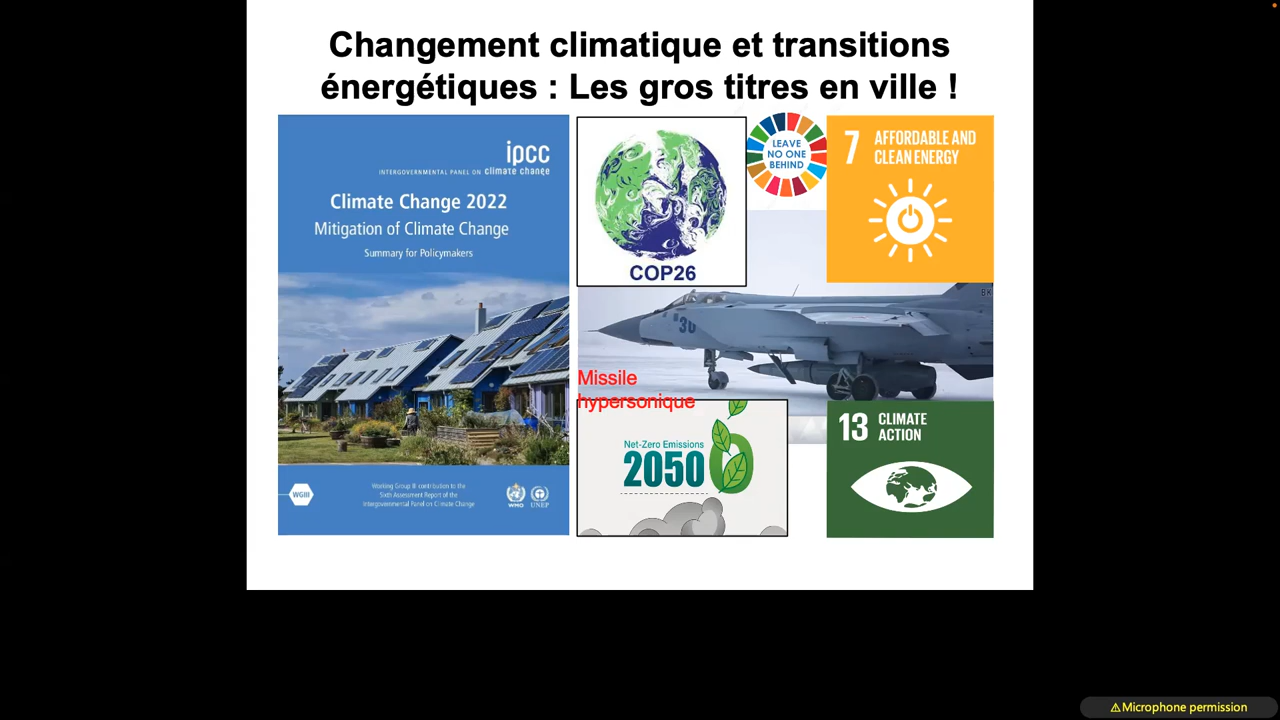 Changement climatique et transitions
énergétiques : Les gros titres en ville !
ipcc
INTERGOVERNMENTAL PANEL ON climate change
Climate Change 2022
Mitigation of Climate Change
Summary for Policymakers
WGIII
Working Group III contribution to the
Sixth Assessment Report of the
Intergovernmental Panel on Climate Change
WMO
UNEP
COP26
LEAVE
NO ONE
BEHIND
7 AFFORDABLE AND
CLEAN ENERGY
30
Missile
hypersonique
Net-Zero Emissions
2050
13 CLIMATE
ACTION
⚠Microphone permission